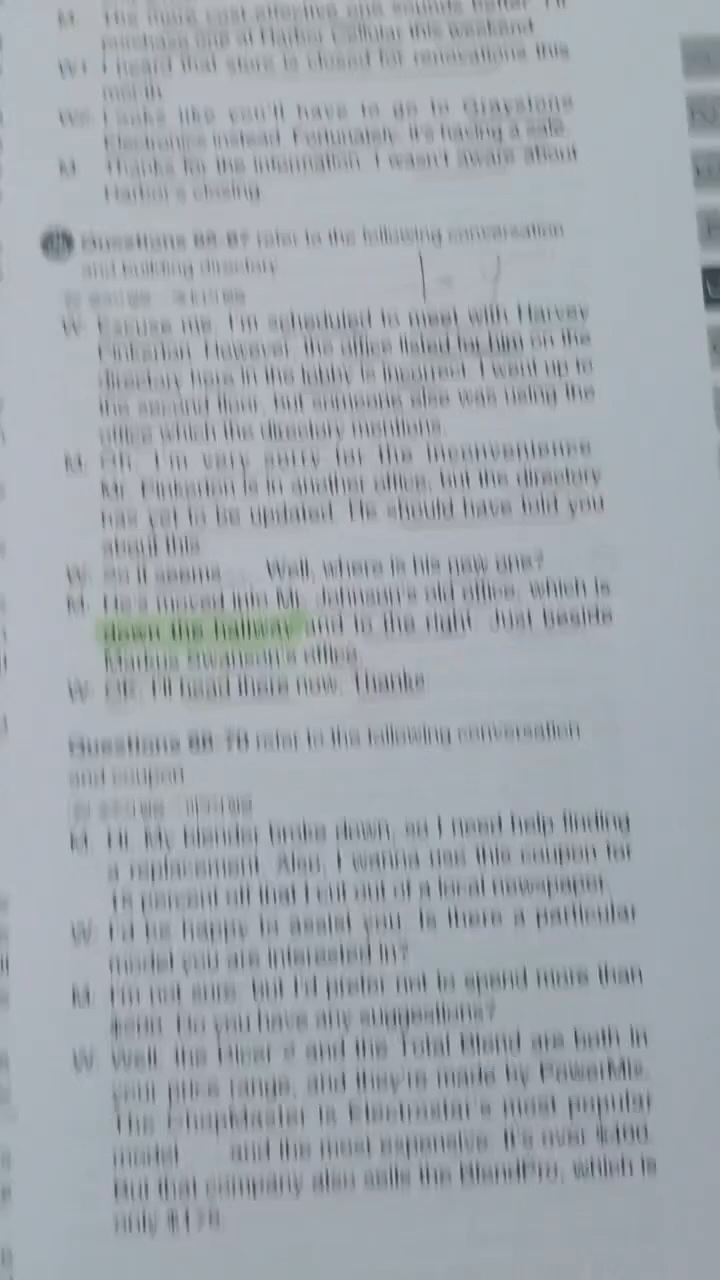 M: The more cost-effective one sounds better. I'll
purchase one at Harbor Cellular this weekend.
W1: I heard that store is closed for renovations this
month.
W2: Looks like you'll have to go to Graystone
Electronics instead. Fortunately, it's having a sale.
M: Thanks for the information. I wasn't aware about
Harbor's closing.
Questions 65-67 refer to the following conversation
and building directory.
W: Excuse me. I'm scheduled to meet with Harvey
Pinkerton. However, the office listed for him on the
directory here in the lobby is incorrect. I went up to
the second floor, but someone else was using the
office which the directory mentions.
M: Oh, I'm very sorry for the inconvenience.
Mr. Pinkerton is in another office, but the directory
has yet to be updated. He should have told you
about this.
W: So it seems . . . Well, where is his new one?
M: He's moved into Mr. Johnson's old office, which is
down the hallway and to the right. Just beside
Markus Swanson's office.
W: OK. I'll head there now. Thanks.
Questions 68-70 refer to the following conversation
and coupon.
M: Hi. My blender broke down, so I need help finding
a replacement. Also, I wanna use this coupon for
15 percent off that I cut out of a local newspaper.
W: I'd be happy to assist you. Is there a particular
model you are interested in?
M: I'm not sure, but I'd prefer not to spend more than
Do you have any suggestions?
W: Well, the and the Total Blend are both in
your price range, and they're made by PowerMix.
The ChopMaster is Electrostar's most popular
model . . . and the most expensive. It's over $400.
But that company also sells the BlendPro, which is
only $175.